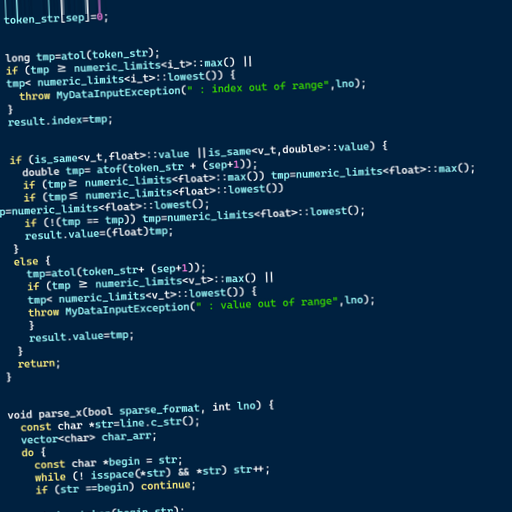 token_str[sep]=0;
long tmp=atol(token_str);
if (tmp ≥ numeric_limits<i_t>::max() ||
tmp< numeric_limits<i_t>::lowest()) {
throw MyDataInputException(" : index out of range",lno);
}
result.index=tmp;
if (is_same<v_t,float>::value ||is_same<v_t,double>::value) {
double tmp= atof(token_str + (sep+1));
if (tmp≥ numeric_limits<float>::max()) tmp=numeric_limits<float>::max();
if (tmp≤ numeric_limits<float>::lowest())
p=numeric_limits<float>::lowest();
if (!(tmp == tmp)) tmp=numeric_limits<float>::lowest();
result.value=(float)tmp;
}
else {
tmp=atol(token_str+ (sep+1));
if (tmp ≥ numeric_limits<v_t>::max() ||
tmp< numeric_limits<v_t>::lowest()) {
throw MyDataInputException(" : value out of range",lno);
}
result.value=tmp;
}
return;
}
void parse_x(bool sparse_format, int lno) {
const char *str=line.c_str();
vector<char> char_arr;
do {
const char *begin = str;
while (! isspace(*str) && *str) str++;
if (str ==begin) continue;